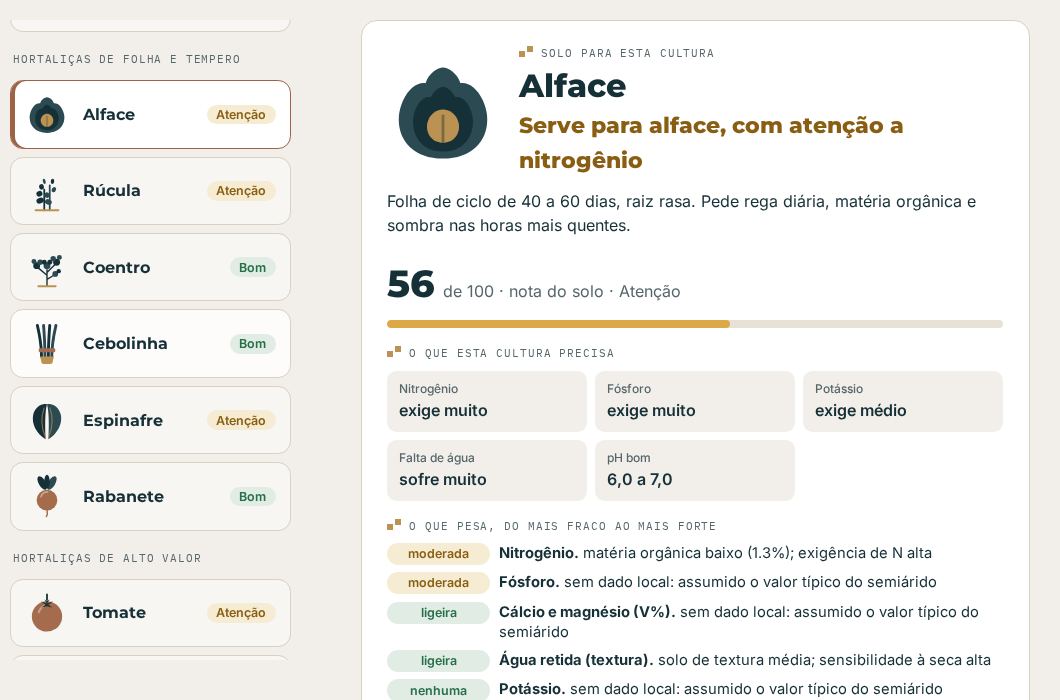 HORTALIÇAS DE FOLHA E TEMPERO
Alface
Atenção
Rúcula
Atenção
Coentro
Bom
Cebolinha
Bom
Espinafre
Atenção
Rabanete
Bom
HORTALIÇAS DE ALTO VALOR
Tomate
Atenção
SOLO PARA ESTA CULTURA
Alface
Serve para alface, com atenção a
nitrogênio
Folha de ciclo de 40 a 60 dias, raiz rasa. Pede rega diária, matéria orgânica e
sombra nas horas mais quentes.
56 de 100 · nota do solo · Atenção
O QUE ESTA CULTURA PRECISA
Nitrogênio
exige muito
Fósforo
exige muito
Potássio
exige médio
Falta de água
sofre muito
pH bom
6,0 a 7,0
O QUE PESA, DO MAIS FRACO AO MAIS FORTE
moderada Nitrogênio. matéria orgânica baixo (1.3%); exigência de N alta
moderada Fósforo. sem dado local: assumido o valor típico do semiárido
ligeira Cálcio e magnésio (V%). sem dado local: assumido o valor típico do
semiárido
ligeira Água retida (textura). solo de textura média; sensibilidade à seca alta
nenhuma Potássio. sem dado local: assumido o valor típico do semiárido